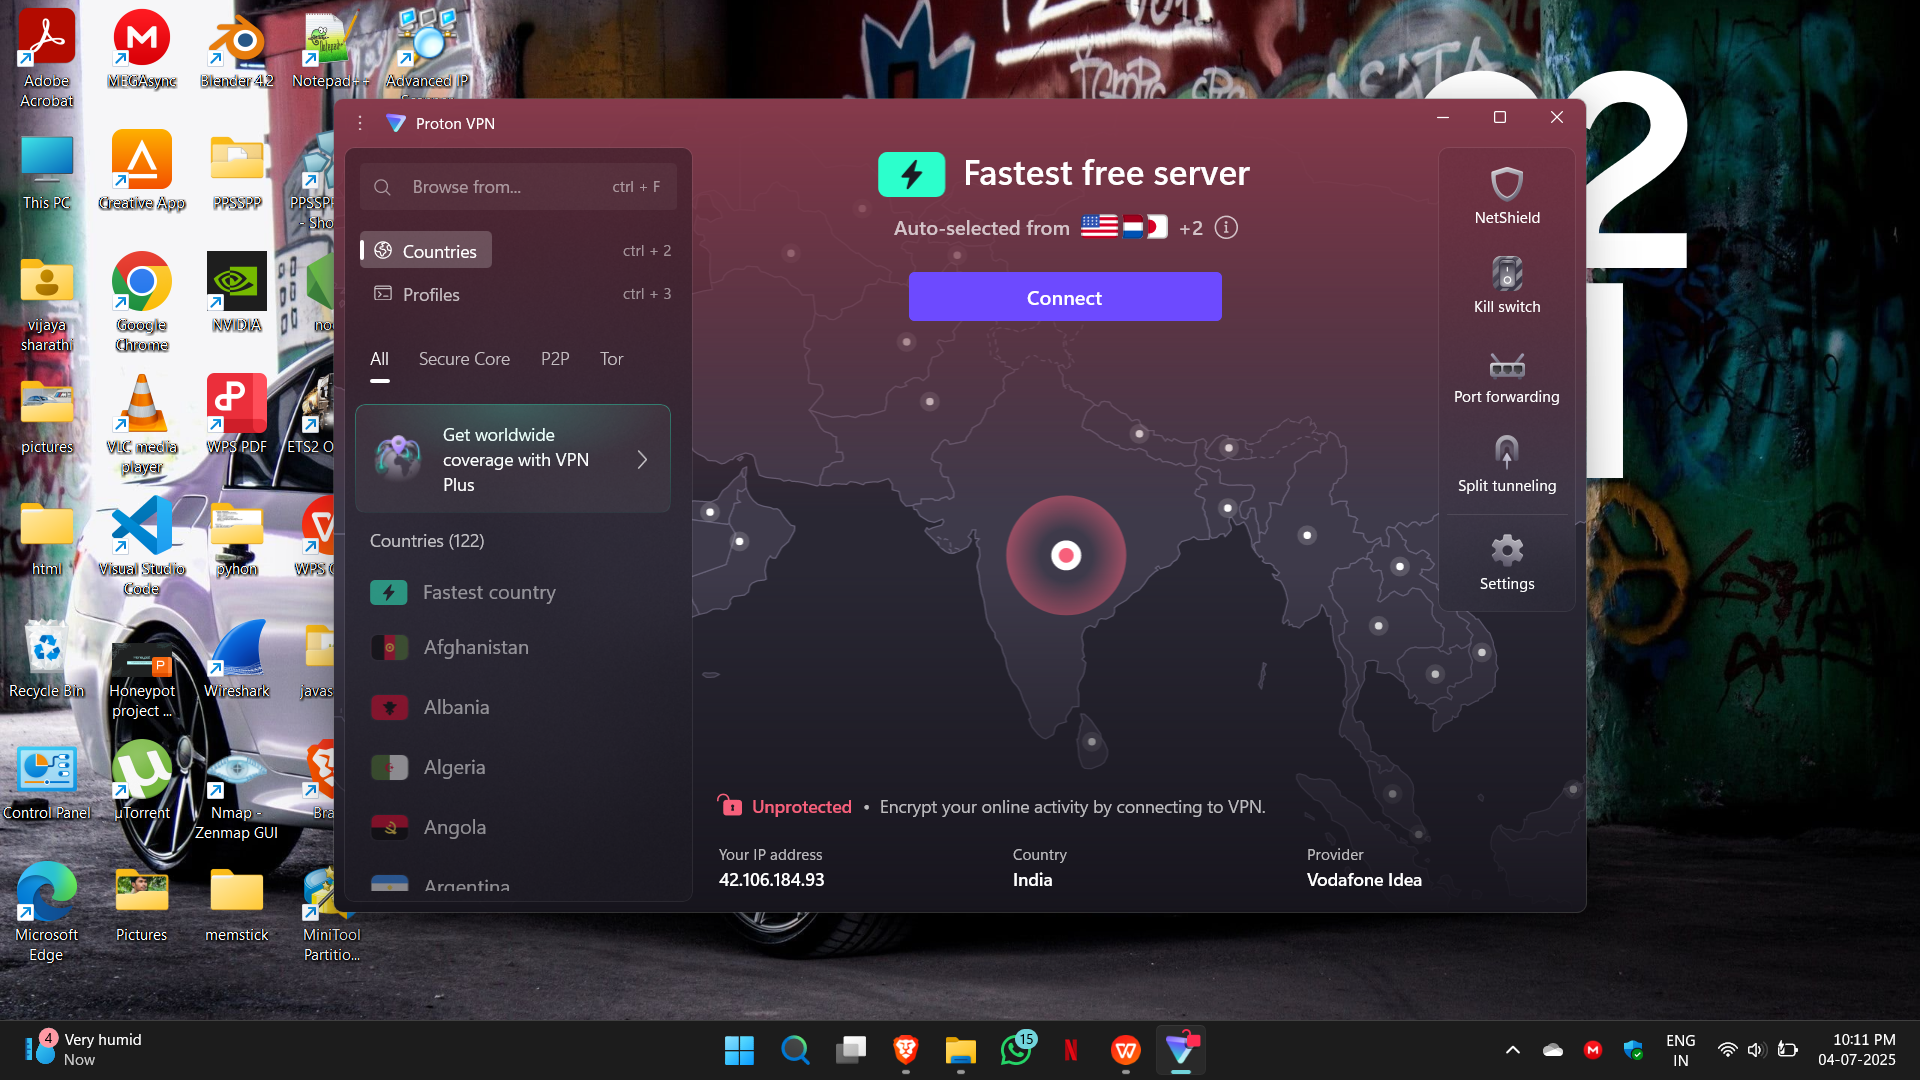 Adobe
Acrobat
MEGAsync
Blender 4.2
Notepad++
Advanced IP
This PC
Creative App
PPSSPP
PPSSPP
- Sho
vijaya
sharathi
Google
Chrome
NVIDIA
pictures
VLC media
player
WPS PDF
ETS2 O
html
Visual Studio
Code
pyhon
WPS
Recycle Bin
Honeypot
project ...
Wireshark
javas
Control Panel
µTorrent
Nmap -
Zenmap GUI
Bra
Microsoft
Edge
Pictures
memstick
MiniTool
Partitio...
Proton VPN
Browse from...
ctrl + F
Countries
ctrl + 2
Profiles
ctrl + 3
All
Secure Core
P2P
Tor
Get worldwide
coverage with VPN
Plus
Countries (122)
Fastest country
Afghanistan
Albania
Algeria
Angola
Argentina
Fastest free server
Auto-selected from
+2
Connect
Unprotected • Encrypt your online activity by connecting to VPN.
Your IP address
42.106.184.93
Country
India
Provider
Vodafone Idea
NetShield
Kill switch
Port forwarding
Split tunneling
Settings
4
Very humid
Now
15
ENG
IN
10:11 PM
04-07-2025